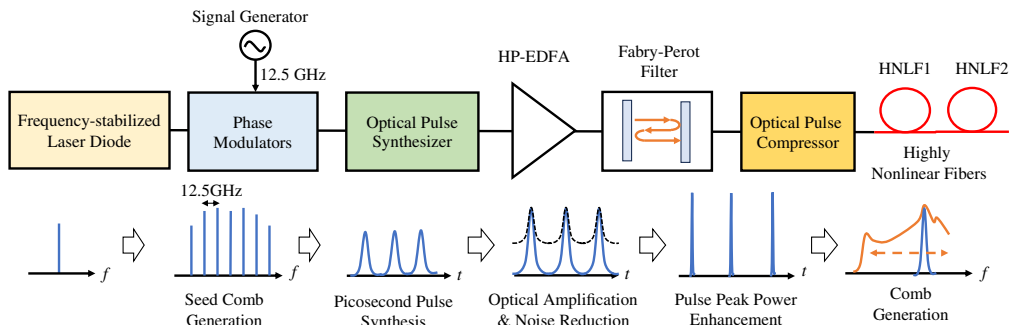 Signal Generator
12.5 GHz
HP-EDFA
Fabry-Perot
Filter
HNLF1
HNLF2
Frequency-stabilized
Laser Diode
Phase
Modulators
Optical Pulse
Synthesizer
Optical Pulse
Compressor
Highly
Nonlinear Fibers
12.5GHz
f
f
t
t
t
f
Seed Comb
Generation
Picosecond Pulse
Synthesis
Optical Amplification
& Noise Reduction
Pulse Peak Power
Enhancement
Comb
Generation